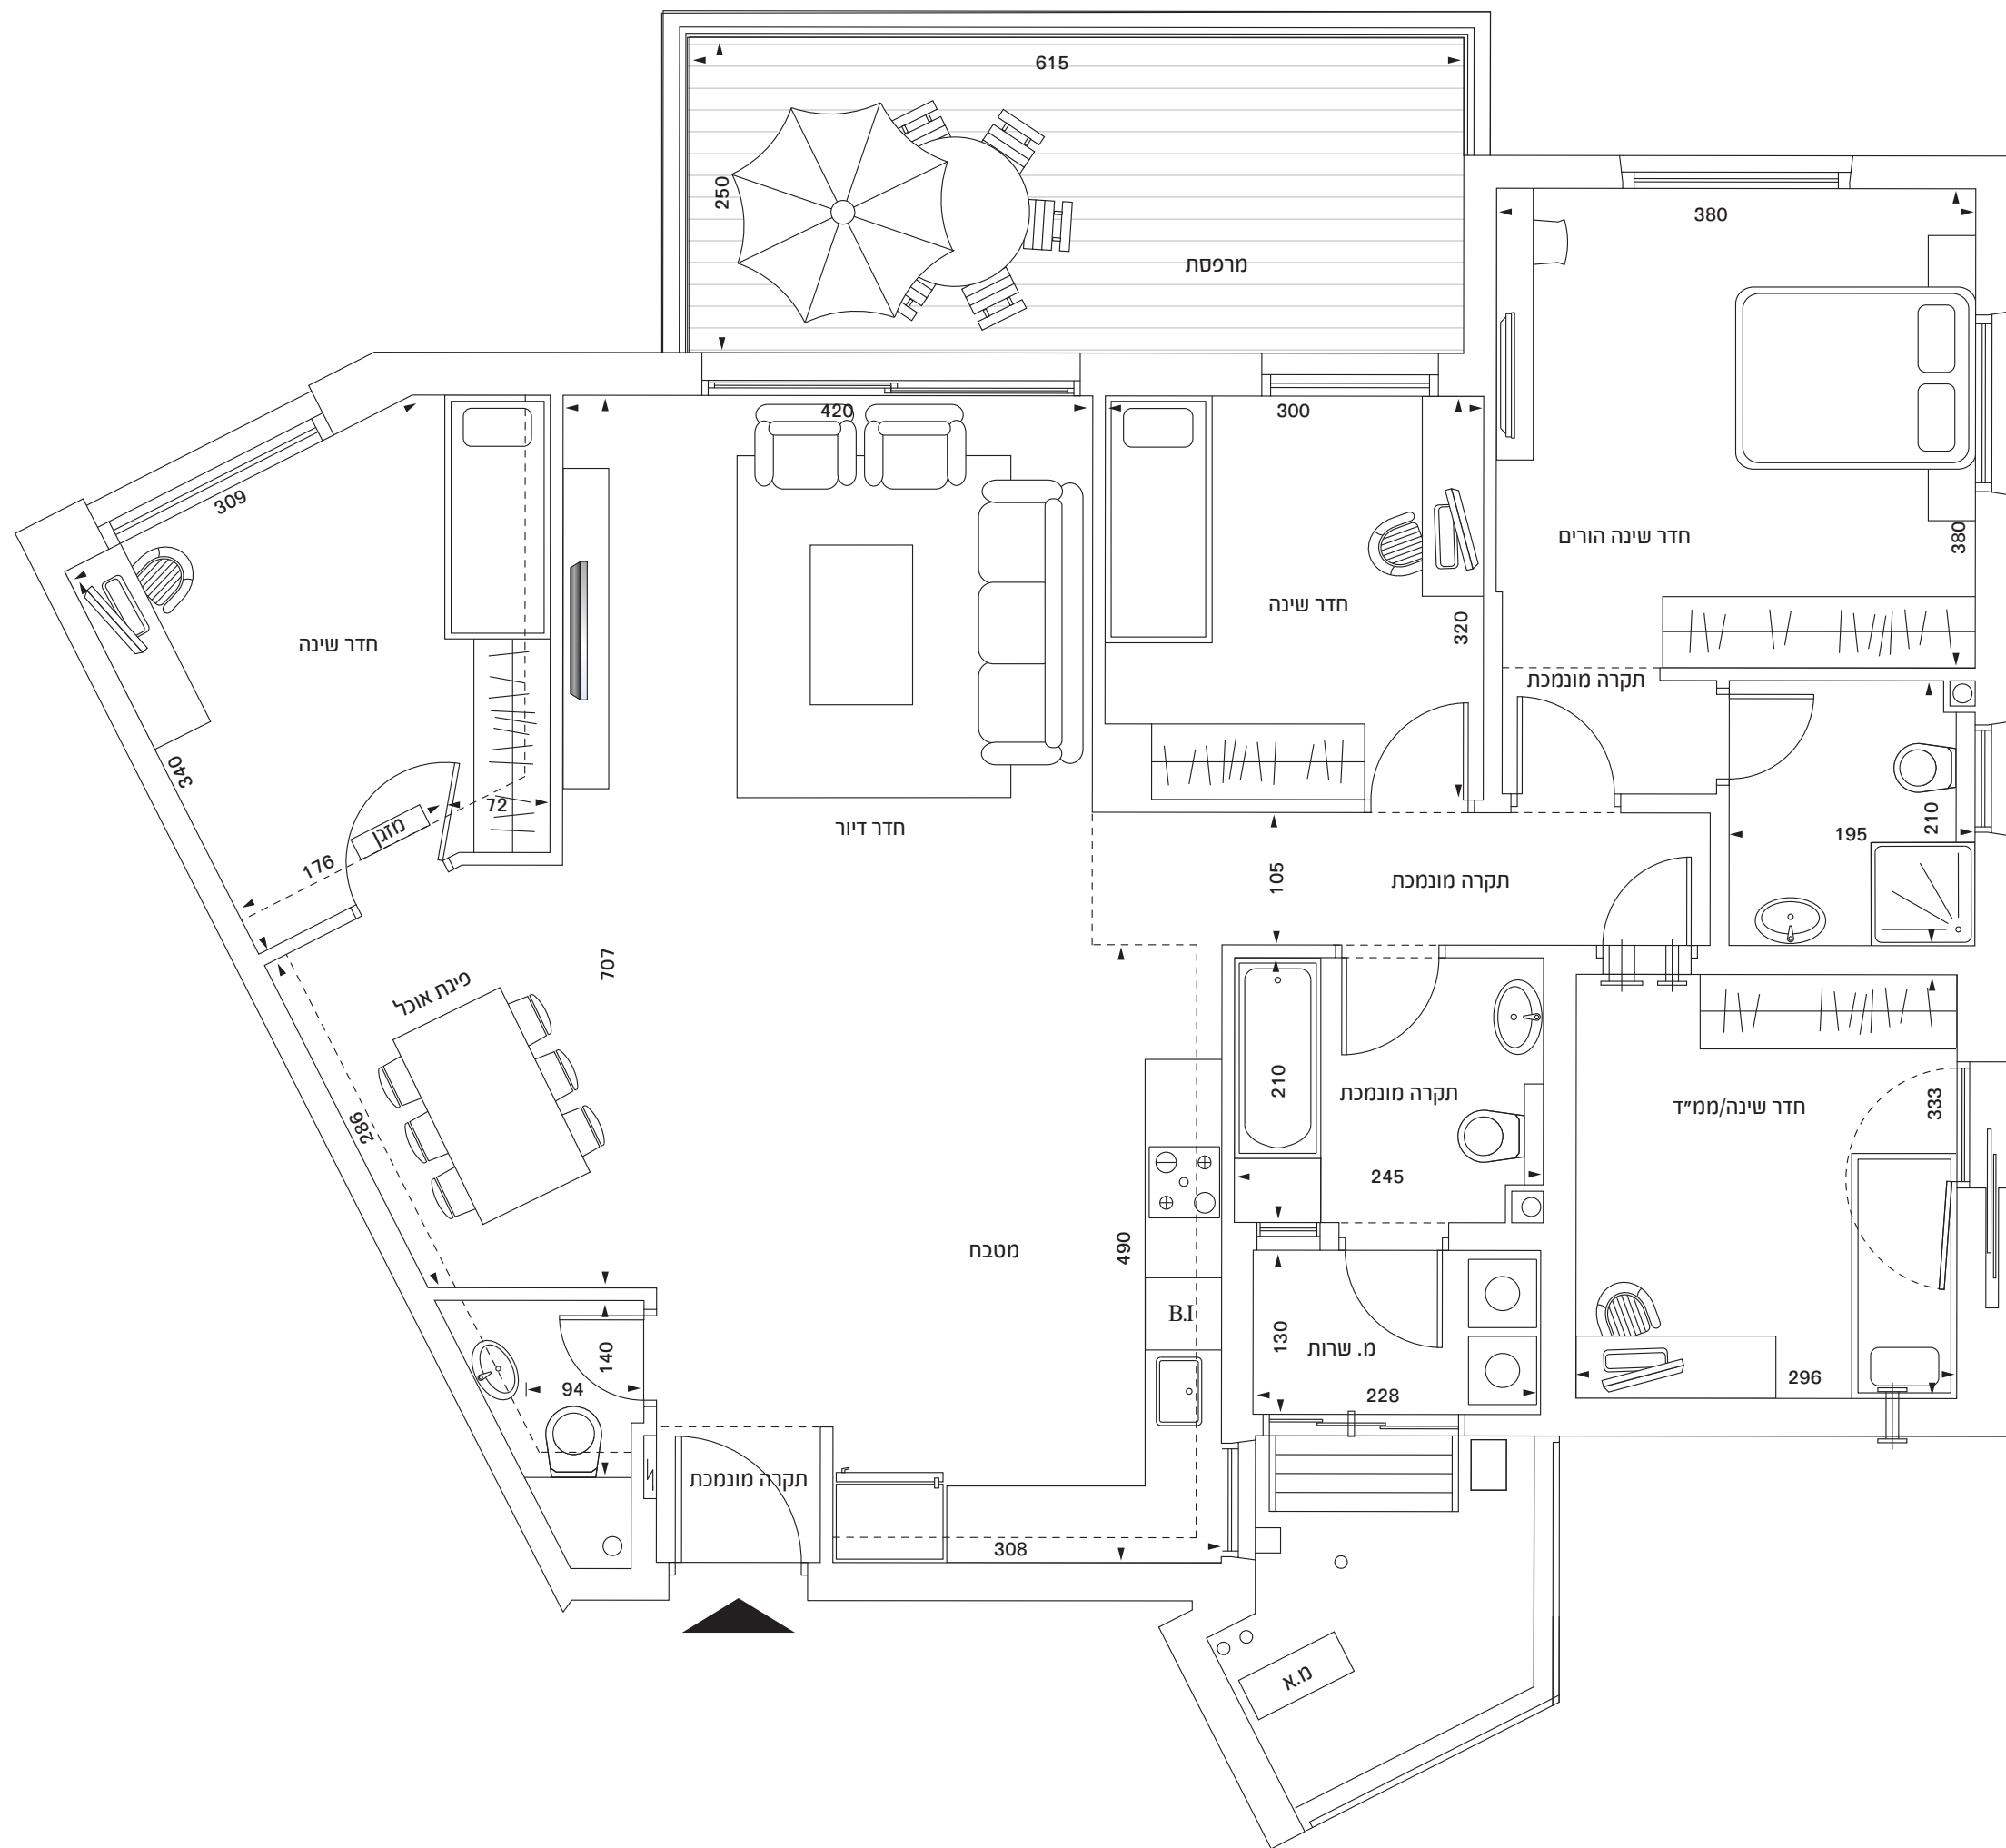 615
250
מרפסת
380
380
חדר שינה הורים
309
420
300
חדר שינה
חדר שינה
320
תקרה מונמכת
340
72
מזגן
176
חדר דיור
195
210
105
תקרה מונמכת
707
פינת אוכל
286
490
מטבח
210
תקרה מונמכת
245
חדר שינה/ממ״ד
333
296
B.I
130
מ. שרות
228
140
94
תקרה מונמכת
308
מ.א